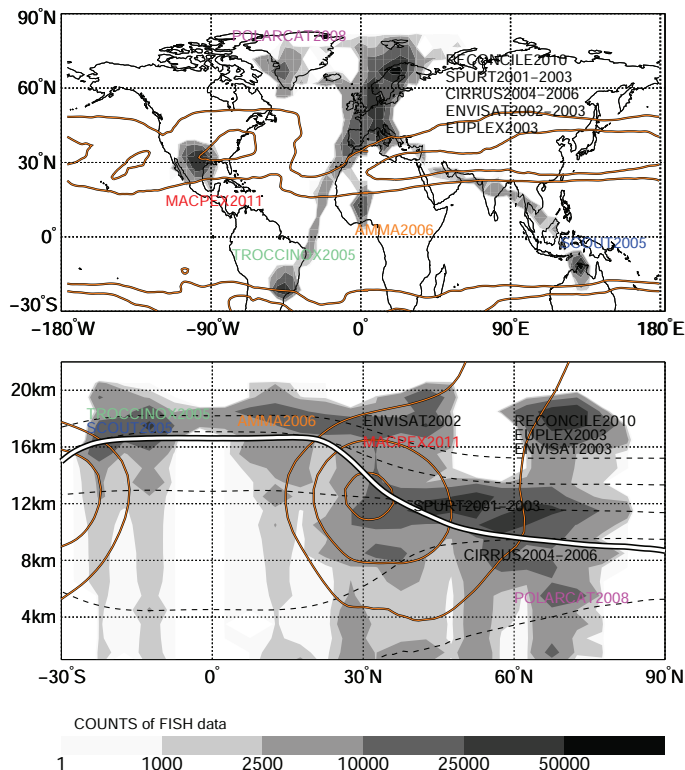 90°N
POLARCAT2008
RECONCILE2010
60°N
SPURT2001-2003
CIRRUS2004-2006
ENVISAT2002-2003
EUPLEX2003
30°N
MACPEX2011
AMMA2006
0°
SCOUT2005
TROCCINOX2005
-30°S
-180°W -90°W 0° 90°E 180°E
20km
TROCCINOX2005
AMMA2006 ENVISAT2002 RECONCILE2010
SCOUT2005 EUPLEX2003
16km MACPEX2011 ENVISAT2003
12km SPURT2001-2003
8km CIRRUS2004-2006
POLARCAT2008
4km
-30°S 0° 30°N 60°N 90°N
COUNTS of FISH data
1 1000 2500 10000 25000 50000